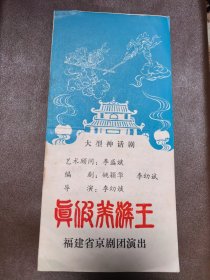 大型神话剧
艺术顾问：李盛斌
编　　剧：姚颖华　李幼斌
导　　演：李幼斌
真假美猴王
福建省京剧团演出